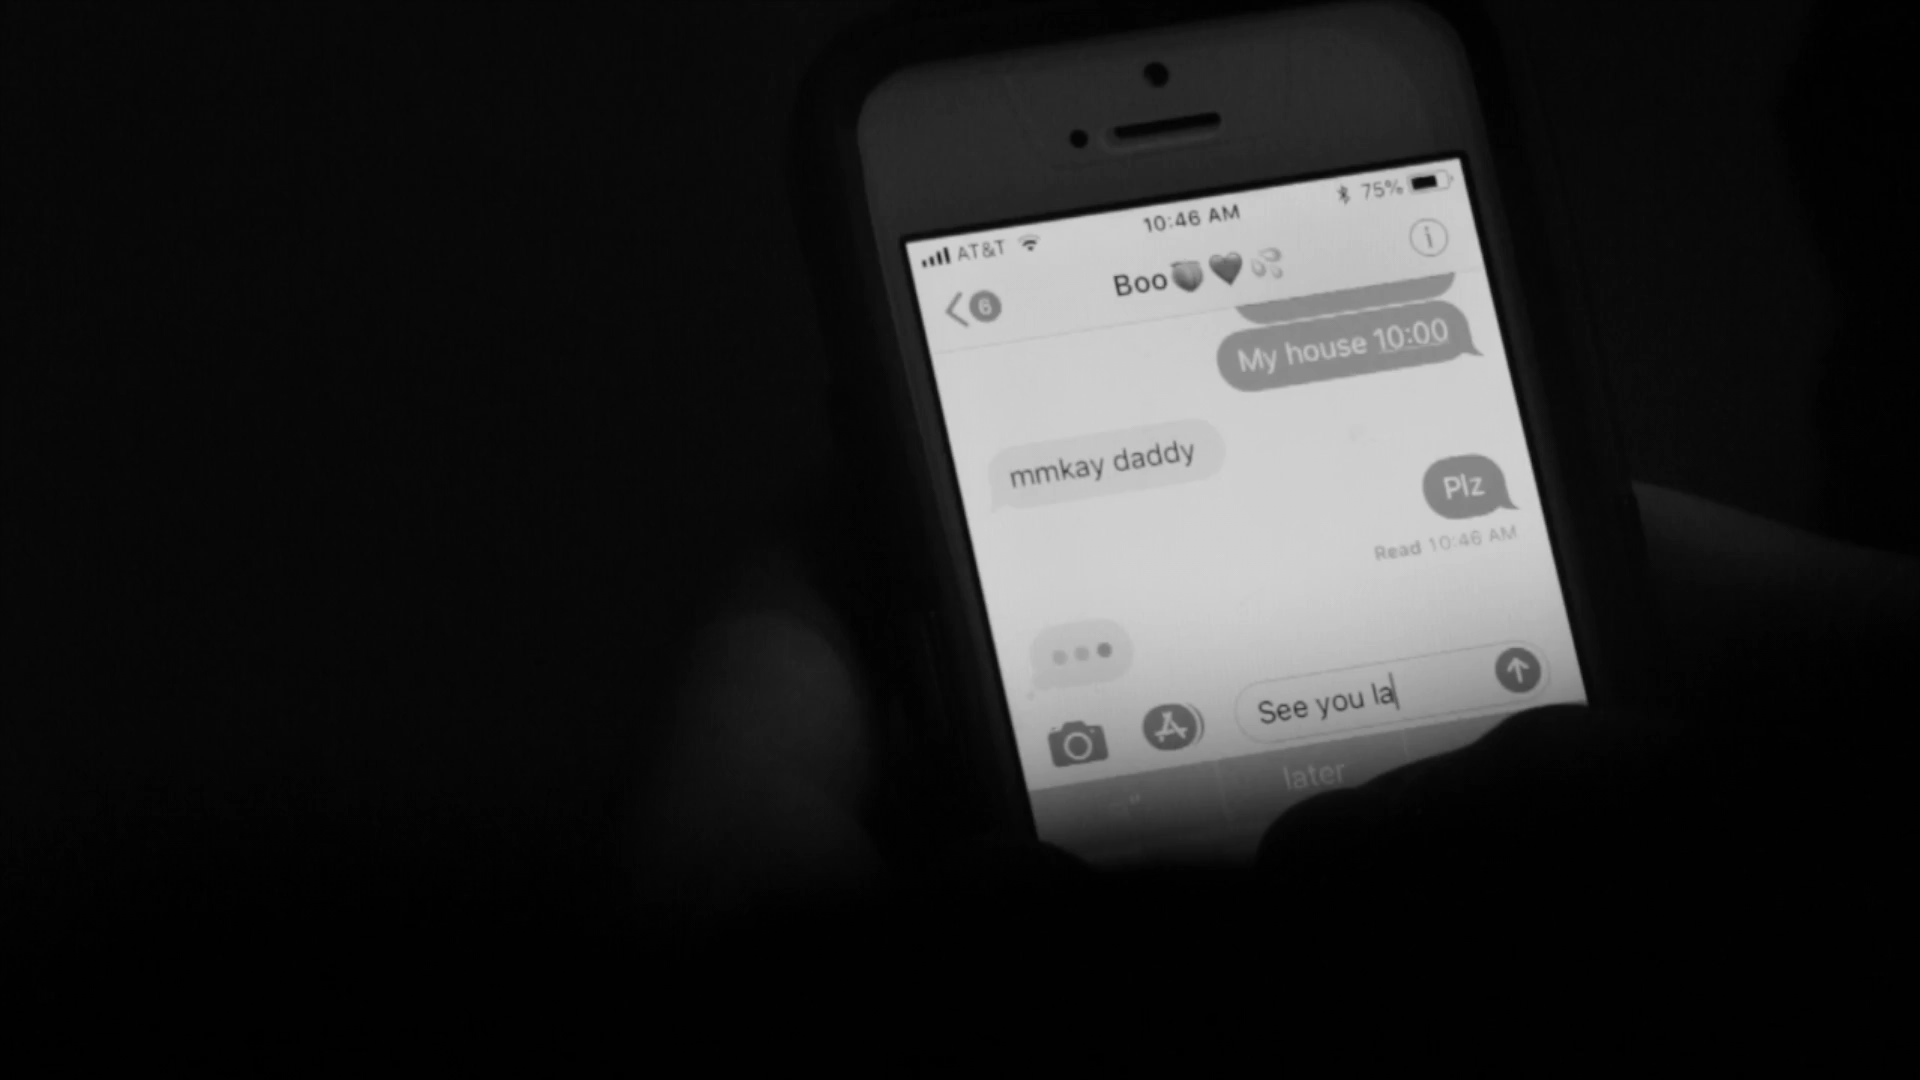 AT&T 10:46 AM 75%
6 Boo🍑❤️💦
My house 10:00
mmkay daddy
Plz
Read 10:46 AM
See you la
later